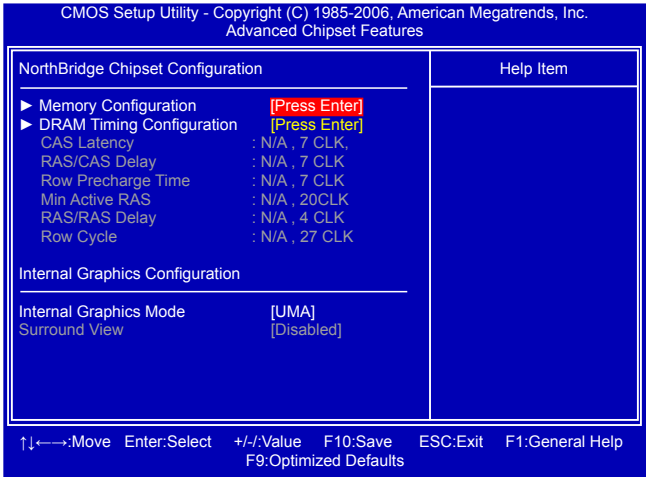 CMOS Setup Utility - Copyright (C) 1985-2006, American Megatrends, Inc.
Advanced Chipset Features
NorthBridge Chipset Configuration
Help Item
► Memory Configuration [Press Enter]
► DRAM Timing Configuration [Press Enter]
CAS Latency : N/A , 7 CLK,
RAS/CAS Delay : N/A , 7 CLK
Row Precharge Time : N/A , 7 CLK
Min Active RAS : N/A , 20CLK
RAS/RAS Delay : N/A , 4 CLK
Row Cycle : N/A , 27 CLK
Internal Graphics Configuration
Internal Graphics Mode [UMA]
Surround View [Disabled]
↑↓←→:Move Enter:Select +/-/:Value F10:Save ESC:Exit F1:General Help
F9:Optimized Defaults